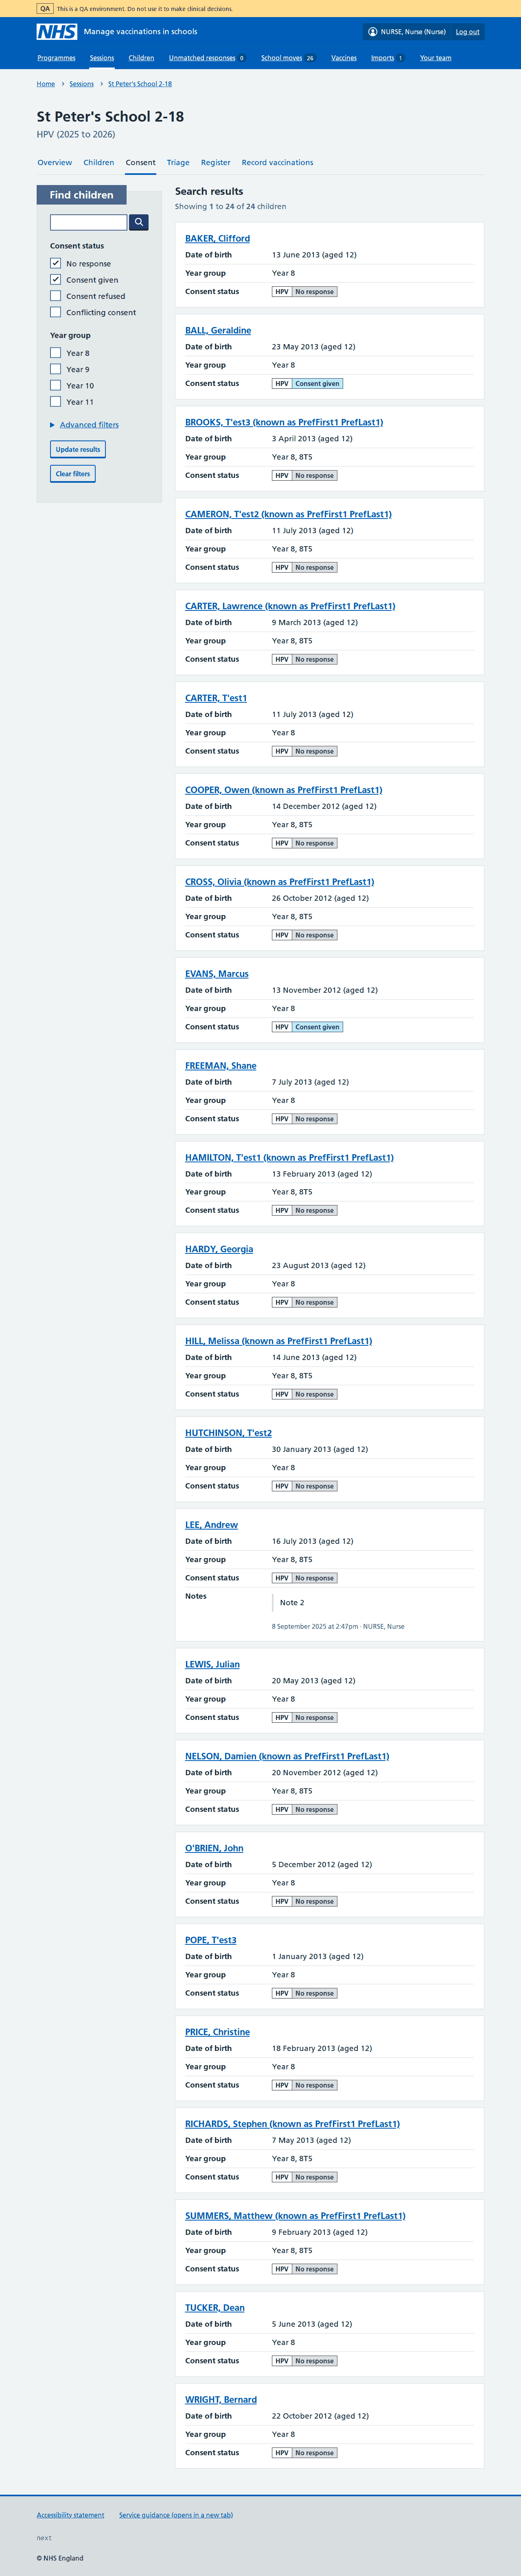 QA This is a QA environment. Do not use it to make clinical decisions.
NHS Manage vaccinations in schools NURSE, Nurse (Nurse) Log out
Programmes Sessions Children Unmatched responses 0 School moves 26 Vaccines Imports 1 Your team
Home Sessions St Peter's School 2-18
St Peter's School 2-18
HPV (2025 to 2026)
Overview Children Consent Triage Register Record vaccinations
Find children
Consent status
No response
Consent given
Consent refused
Conflicting consent
Year group
Year 8
Year 9
Year 10
Year 11
Advanced filters
Update results
Clear filters
Search results
Showing 1 to 24 of 24 children
BAKER, Clifford
Date of birth 13 June 2013 (aged 12)
Year group Year 8
Consent status HPV No response
BALL, Geraldine
Date of birth 23 May 2013 (aged 12)
Year group Year 8
Consent status HPV Consent given
BROOKS, T'est3 (known as PrefFirst1 PrefLast1)
Date of birth 3 April 2013 (aged 12)
Year group Year 8, 8T5
Consent status HPV No response
CAMERON, T'est2 (known as PrefFirst1 PrefLast1)
Date of birth 11 July 2013 (aged 12)
Year group Year 8, 8T5
Consent status HPV No response
CARTER, Lawrence (known as PrefFirst1 PrefLast1)
Date of birth 9 March 2013 (aged 12)
Year group Year 8, 8T5
Consent status HPV No response
CARTER, T'est1
Date of birth 11 July 2013 (aged 12)
Year group Year 8
Consent status HPV No response
COOPER, Owen (known as PrefFirst1 PrefLast1)
Date of birth 14 December 2012 (aged 12)
Year group Year 8, 8T5
Consent status HPV No response
CROSS, Olivia (known as PrefFirst1 PrefLast1)
Date of birth 26 October 2012 (aged 12)
Year group Year 8, 8T5
Consent status HPV No response
EVANS, Marcus
Date of birth 13 November 2012 (aged 12)
Year group Year 8
Consent status HPV Consent given
FREEMAN, Shane
Date of birth 7 July 2013 (aged 12)
Year group Year 8
Consent status HPV No response
HAMILTON, T'est1 (known as PrefFirst1 PrefLast1)
Date of birth 13 February 2013 (aged 12)
Year group Year 8, 8T5
Consent status HPV No response
HARDY, Georgia
Date of birth 23 August 2013 (aged 12)
Year group Year 8
Consent status HPV No response
HILL, Melissa (known as PrefFirst1 PrefLast1)
Date of birth 14 June 2013 (aged 12)
Year group Year 8, 8T5
Consent status HPV No response
HUTCHINSON, T'est2
Date of birth 30 January 2013 (aged 12)
Year group Year 8
Consent status HPV No response
LEE, Andrew
Date of birth 16 July 2013 (aged 12)
Year group Year 8, 8T5
Consent status HPV No response
Notes Note 2
8 September 2025 at 2:47pm · NURSE, Nurse
LEWIS, Julian
Date of birth 20 May 2013 (aged 12)
Year group Year 8
Consent status HPV No response
NELSON, Damien (known as PrefFirst1 PrefLast1)
Date of birth 20 November 2012 (aged 12)
Year group Year 8, 8T5
Consent status HPV No response
O'BRIEN, John
Date of birth 5 December 2012 (aged 12)
Year group Year 8
Consent status HPV No response
POPE, T'est3
Date of birth 1 January 2013 (aged 12)
Year group Year 8
Consent status HPV No response
PRICE, Christine
Date of birth 18 February 2013 (aged 12)
Year group Year 8
Consent status HPV No response
RICHARDS, Stephen (known as PrefFirst1 PrefLast1)
Date of birth 7 May 2013 (aged 12)
Year group Year 8, 8T5
Consent status HPV No response
SUMMERS, Matthew (known as PrefFirst1 PrefLast1)
Date of birth 9 February 2013 (aged 12)
Year group Year 8, 8T5
Consent status HPV No response
TUCKER, Dean
Date of birth 5 June 2013 (aged 12)
Year group Year 8
Consent status HPV No response
WRIGHT, Bernard
Date of birth 22 October 2012 (aged 12)
Year group Year 8
Consent status HPV No response
Accessibility statement Service guidance (opens in a new tab)
next
© NHS England